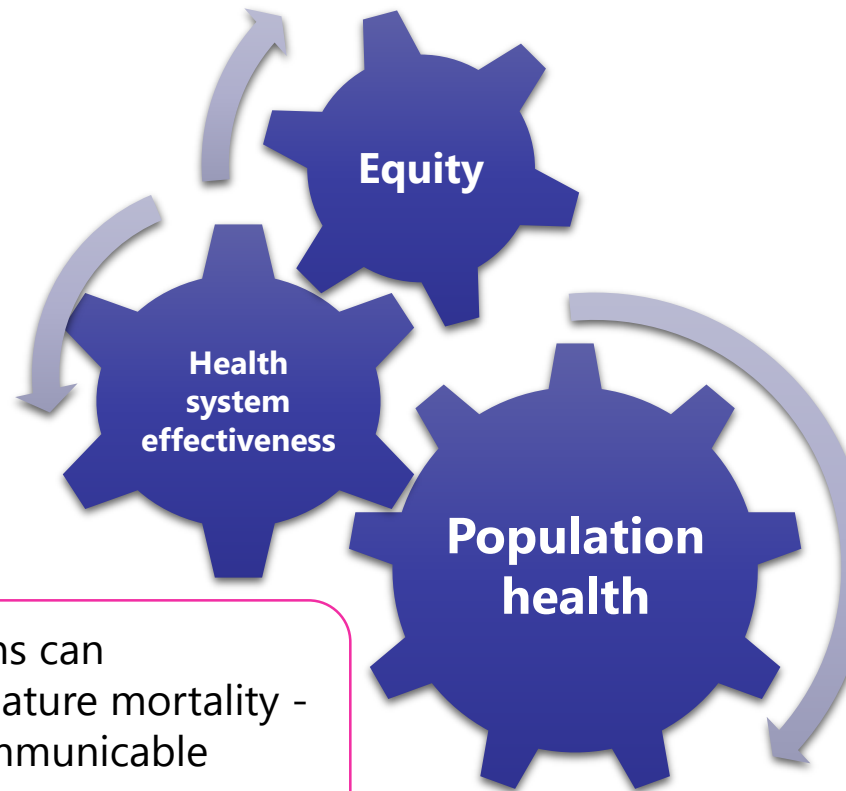 Equity
Health
system
effectiveness
Population
health
ns can
ature mortality -
mmunicable